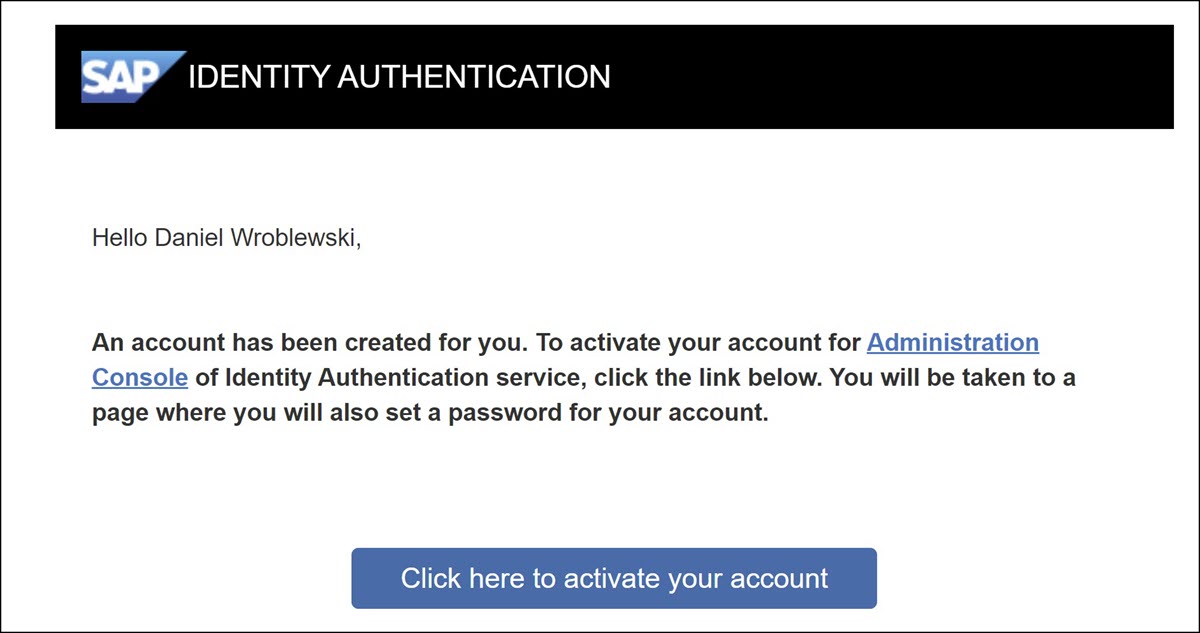 SAP IDENTITY AUTHENTICATION
Hello Daniel Wroblewski,
An account has been created for you. To activate your account for Administration
Console of Identity Authentication service, click the link below. You will be taken to a
page where you will also set a password for your account.
Click here to activate your account